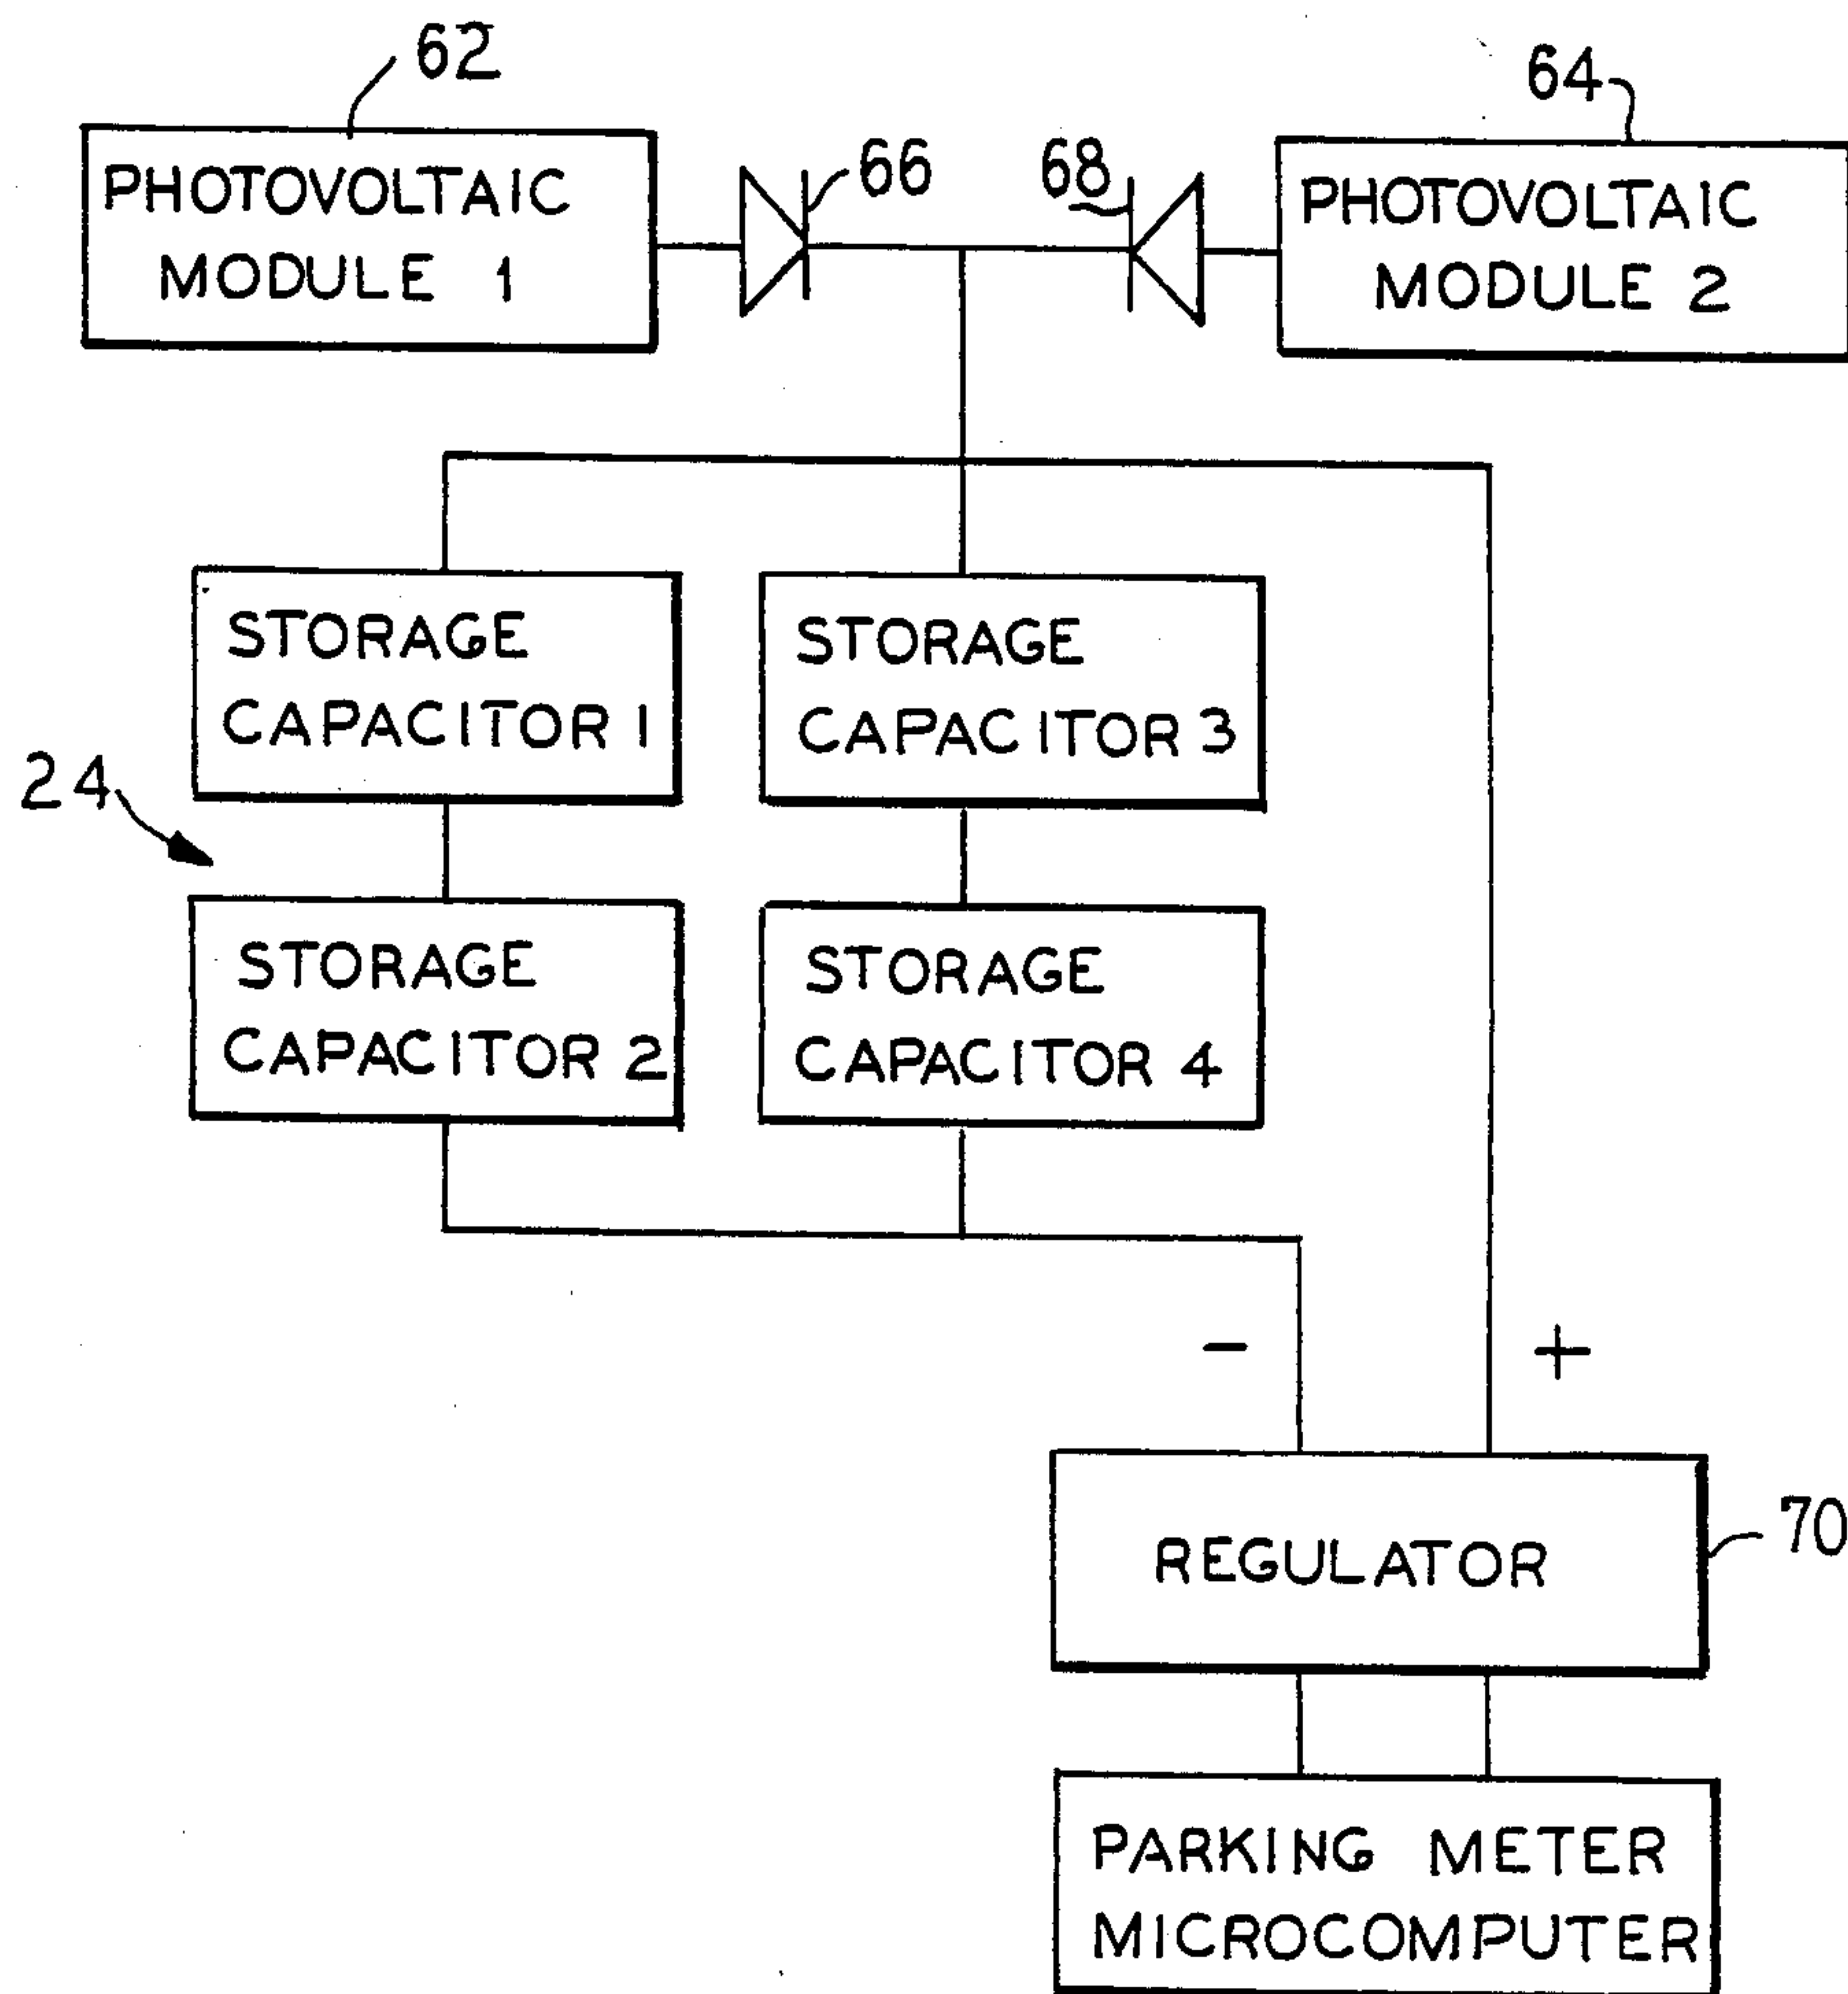 62
64
PHOTOVOLTAIC
MODULE 1
66
68
PHOTOVOLTAIC
MODULE 2
STORAGE
CAPACITOR 1
STORAGE
CAPACITOR 3
24
STORAGE
CAPACITOR 2
STORAGE
CAPACITOR 4
- +
REGULATOR
70
PARKING METER
MICROCOMPUTER